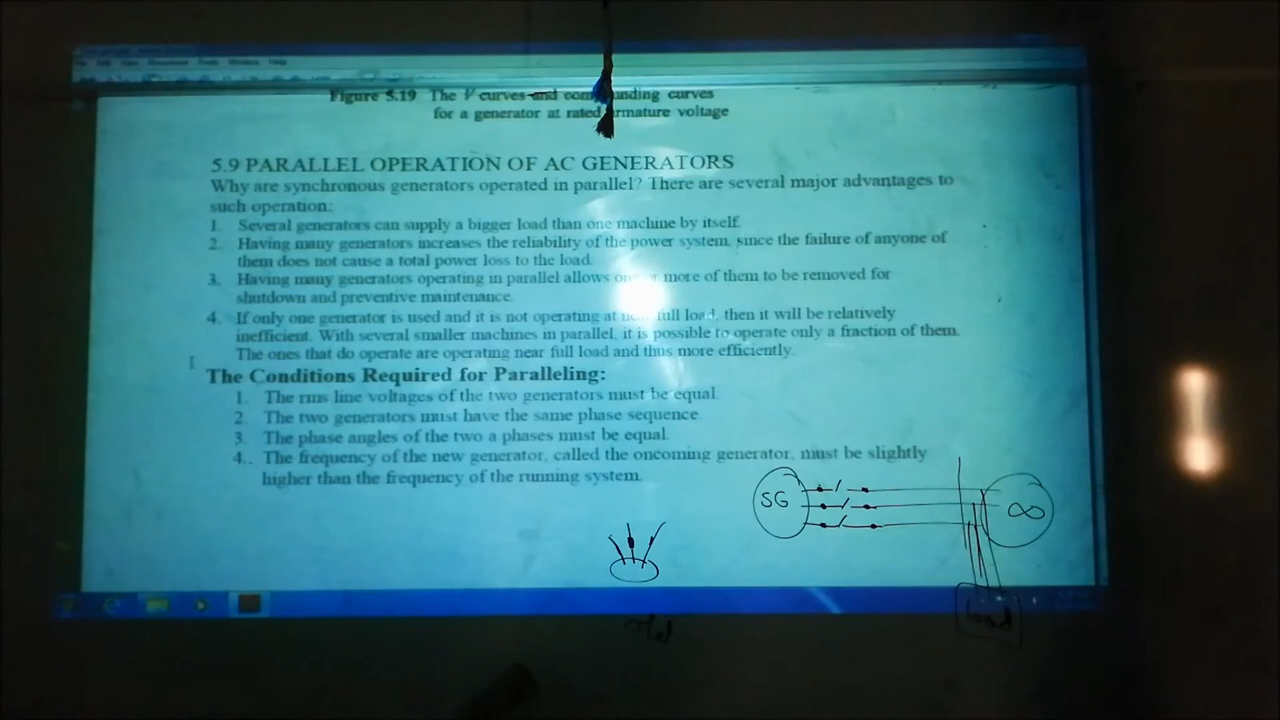 Figure 5.19 The V curves and compounding curves
for a generator at rated armature voltage
5.9 PARALLEL OPERATION OF AC GENERATORS
Why are synchronous generators operated in parallel? There are several major advantages to
such operation:
1. Several generators can supply a bigger load than one machine by itself.
2. Having many generators increases the reliability of the power system, since the failure of anyone of
them does not cause a total power loss to the load.
3. Having many generators operating in parallel allows one or more of them to be removed for
shutdown and preventive maintenance.
4. If only one generator is used and it is not operating at near full load, then it will be relatively
inefficient. With several smaller machines in parallel, it is possible to operate only a fraction of them.
The ones that do operate are operating near full load and thus more efficiently.
The Conditions Required for Paralleling:
1. The rms line voltages of the two generators must be equal.
2. The two generators must have the same phase sequence
3. The phase angles of the two a phases must be equal.
4.. The frequency of the new generator, called the oncoming generator, must be slightly
higher than the frequency of the running system.
SG ∞
load